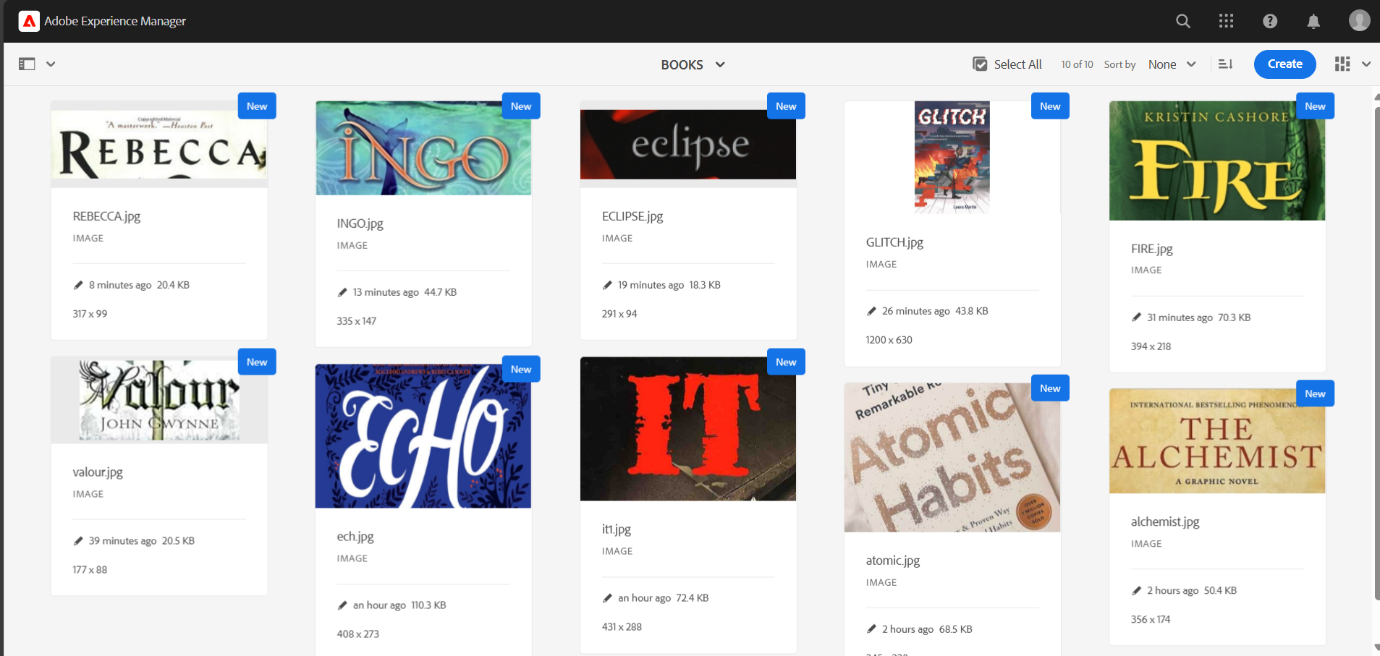 Adobe Experience Manager
BOOKS
Select All 10 of 10 Sort by None
Create
New
"A masterwork." —Houston Post
REBECCA
REBECCA.jpg
IMAGE
8 minutes ago 20.4 KB
317 x 99
New
INGO
INGO.jpg
IMAGE
13 minutes ago 44.7 KB
335 x 147
New
eclipse
ECLIPSE.jpg
IMAGE
19 minutes ago 18.3 KB
291 x 94
New
GLITCH
GLITCH.jpg
IMAGE
26 minutes ago 43.8 KB
1200 x 630
New
KRISTIN CASHORE
FIRE
FIRE.jpg
IMAGE
31 minutes ago 70.3 KB
394 x 218
New
Valour
JOHN GWYNNE
valour.jpg
IMAGE
39 minutes ago 20.5 KB
177 x 88
New
ECHO
ech.jpg
IMAGE
an hour ago 110.3 KB
408 x 273
New
IT
it1.jpg
IMAGE
an hour ago 72.4 KB
431 x 288
New
Tiny
Remarkable
Atomic
Habits
& Proven Way
Habits
atomic.jpg
IMAGE
2 hours ago 68.5 KB
New
INTERNATIONAL BESTSELLING PHENOMENO
THE
ALCHEMIST
A GRAPHIC NOVEL
alchemist.jpg
IMAGE
2 hours ago 50.4 KB
356 x 174